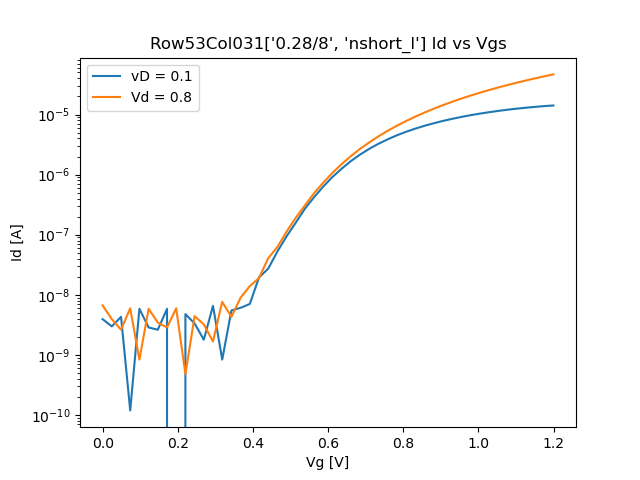 Row53Col031['0.28/8', 'nshort_l'] Id vs Vgs
vD = 0.1
Vd = 0.8
Id [A]
10^-5
10^-6
10^-7
10^-8
10^-9
10^-10
0.0 0.2 0.4 0.6 0.8 1.0 1.2
Vg [V]